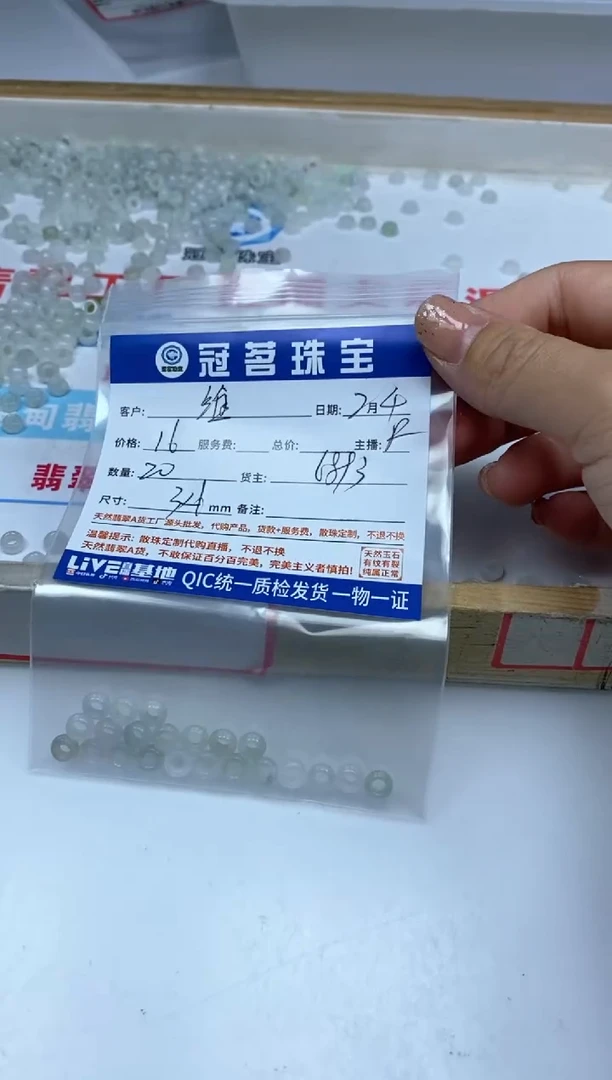 冠茗珠宝
客户: 维 日期: 7月4
价格: 16 服务费: 总价: 主播: P
数量: 20 货主:
尺寸: mm 备注:
天然翡翠A货工厂源头批发，代购产品，贷款+服务费，散珠定制，不退不换
温馨提示: 散珠定制代购直播，不退不换
天然翡翠A货，不敢保证百分百完美，完美主义者慎拍!
天然玉石
有纹有裂
纯属正常
LiVE 基地 QIC统一质检发货一物一证
甸翡
翡